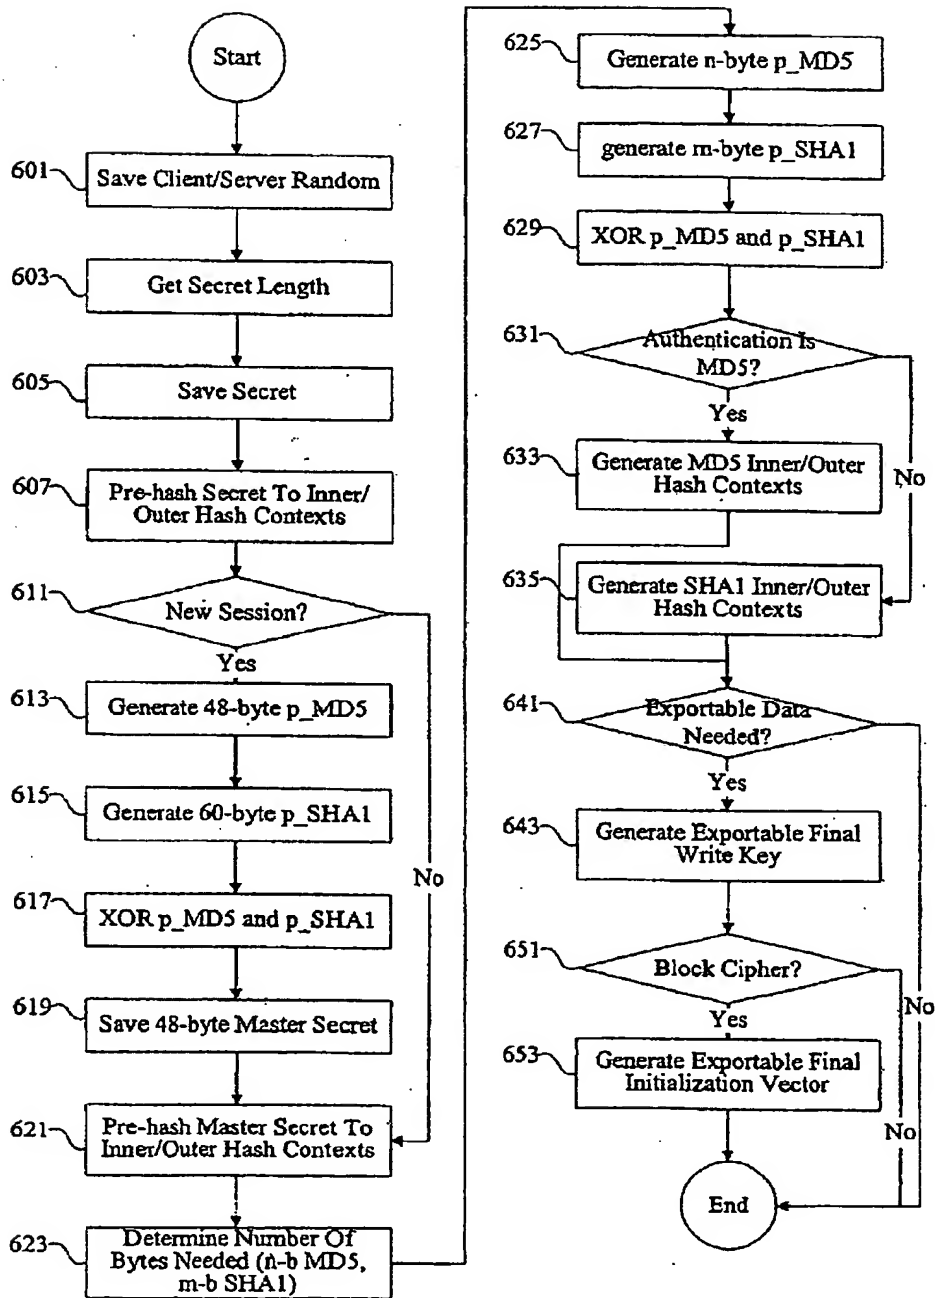 Start
601
Save Client/Server Random
603
Get Secret Length
605
Save Secret
607
Pre-hash Secret To Inner/
Outer Hash Contexts
611
New Session?
Yes
No
613
Generate 48-byte p_MD5
615
Generate 60-byte p_SHA1
617
XOR p_MD5 and p_SHA1
619
Save 48-byte Master Secret
621
Pre-hash Master Secret To
Inner/Outer Hash Contexts
623
Determine Number Of
Bytes Needed (n-b MD5,
m-b SHA1)
625
Generate n-byte p_MD5
627
generate m-byte p_SHA1
629
XOR p_MD5 and p_SHA1
631
Authentication Is
MD5?
Yes
No
633
Generate MD5 Inner/Outer
Hash Contexts
635
Generate SHA1 Inner/Outer
Hash Contexts
641
Exportable Data
Needed?
Yes
No
643
Generate Exportable Final
Write Key
651
Block Cipher?
Yes
No
653
Generate Exportable Final
Initialization Vector
End